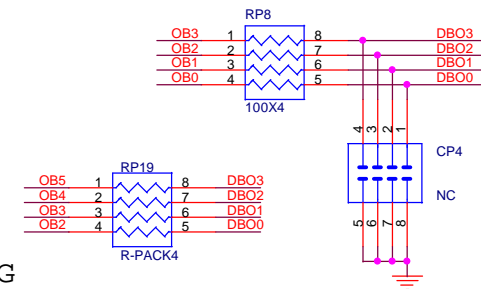 RP8
OB3 1 8 DBO3
OB2 2 7 DBO2
OB1 3 6 DBO1
OB0 4 5 DBO0
100X4
4 3 2 1
CP4
NC
5 6 7 8
RP19
OB5 1 8 DBO3
OB4 2 7 DBO2
OB3 3 6 DBO1
OB2 4 5 DBO0
R-PACK4
Ω